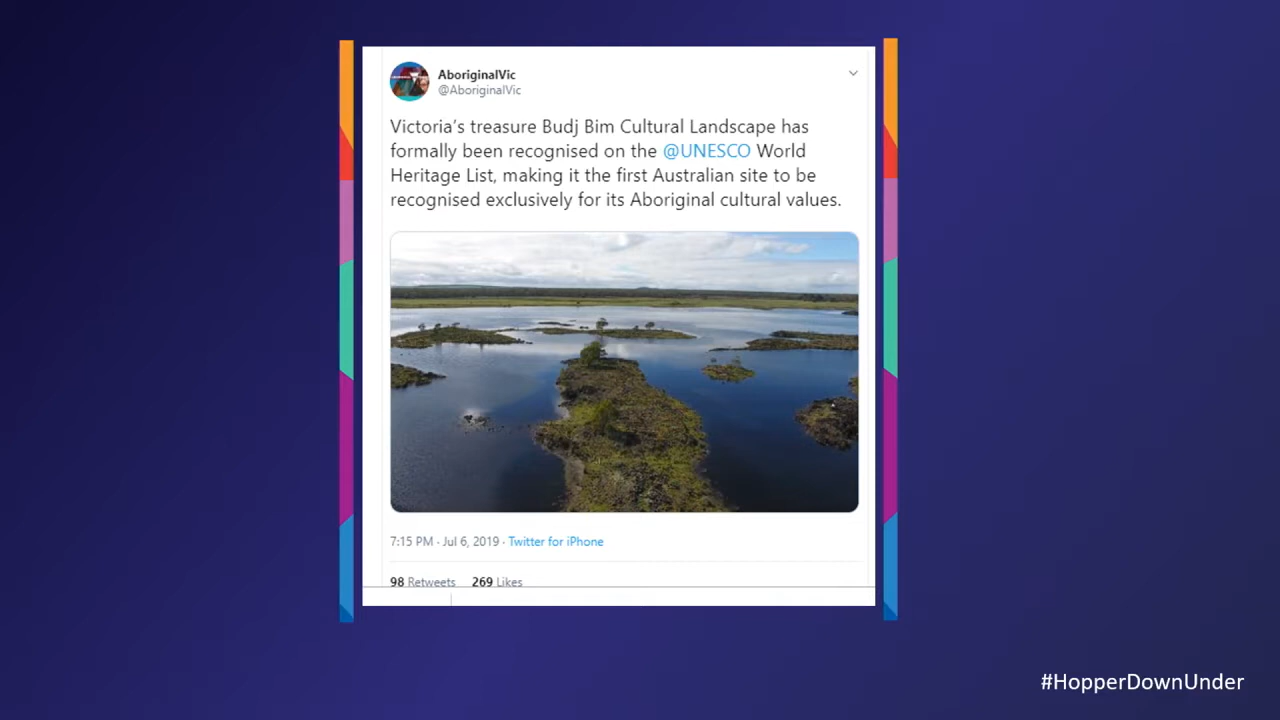 AboriginalVic
@AboriginalVic
Victoria's treasure Budj Bim Cultural Landscape has
formally been recognised on the @UNESCO World
Heritage List, making it the first Australian site to be
recognised exclusively for its Aboriginal cultural values.
7:15 PM · Jul 6, 2019 · Twitter for iPhone
98 Retweets 269 Likes
#HopperDownUnder